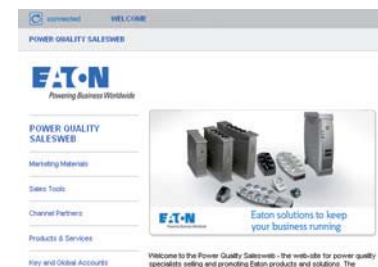 connected WELCOME
POWER QUALITY SALESWEB
EATON
Powering Business Worldwide
POWER QUALITY
SALESWEB
Marketing Materials
Sales Tools
Channel Partners
Products & Services
Key and Global Accounts
EATON
Eaton solutions to keep
your business running
Welcome to the Power Quality Salesweb - the web-site for power quality
specialists selling and promoting Eaton products and solutions. The